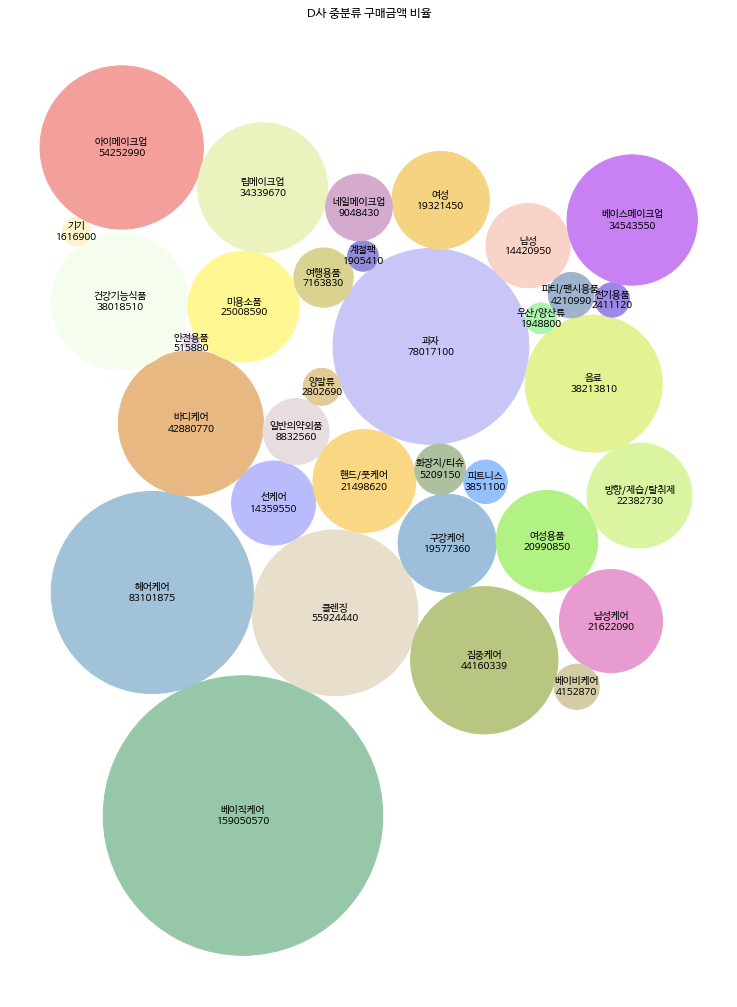 D사 중분류 구매금액 비율
아이메이크업
54252990
립메이크업
34339670
네일메이크업
9048430
여성
19321450
남성
14420950
베이스메이크업
34543550
기기
1616900
건강기능식품
38018510
미용소품
25008590
여행용품
7163830
계절팩
1905410
과자
78017100
파티/팬시용품
4210990
전기용품
2411120
우산/양산류
1948800
안전용품
515880
음료
38213810
양말류
2802690
바디케어
42880770
일반의약외품
8832560
화장지/티슈
5209150
핸드/풋케어
21498620
피트니스
3851100
선케어
14359550
방향/제습/탈취제
22382730
구강케어
19577360
여성용품
20990850
헤어케어
83101875
클렌징
55924440
남성케어
21622090
집중케어
44160339
베이비케어
4152870
베이직케어
159050570